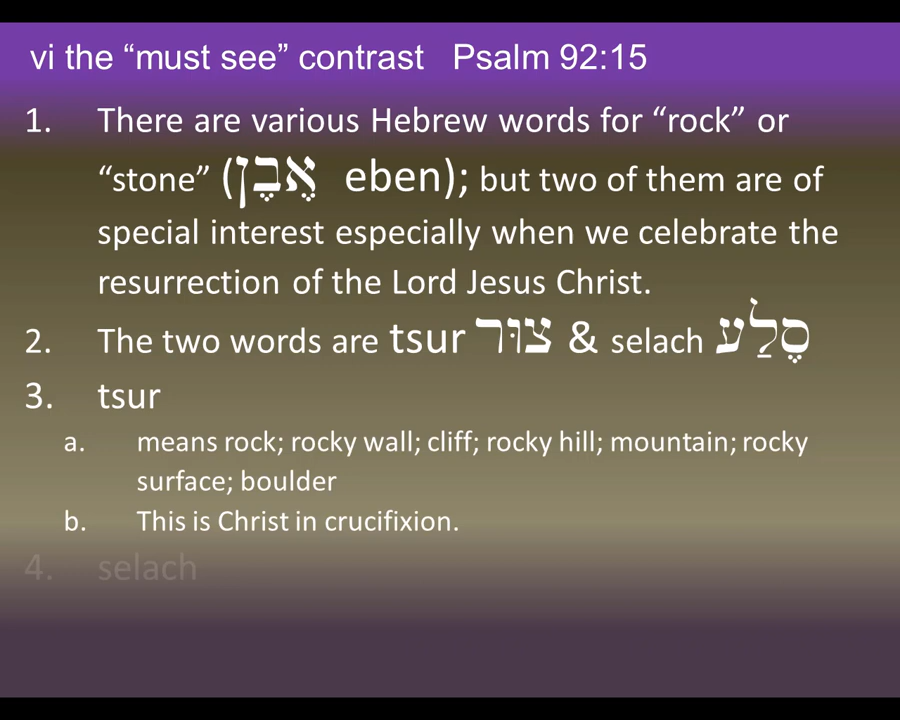 vi the “must see” contrast Psalm 92:15
1. There are various Hebrew words for “rock” or
“stone” (אֶבֶן eben); but two of them are of
special interest especially when we celebrate the
resurrection of the Lord Jesus Christ.
2. The two words are tsur צוּר & selach סֶלַע
3. tsur
a. means rock; rocky wall; cliff; rocky hill; mountain; rocky
surface; boulder
b. This is Christ in crucifixion.
4. selach